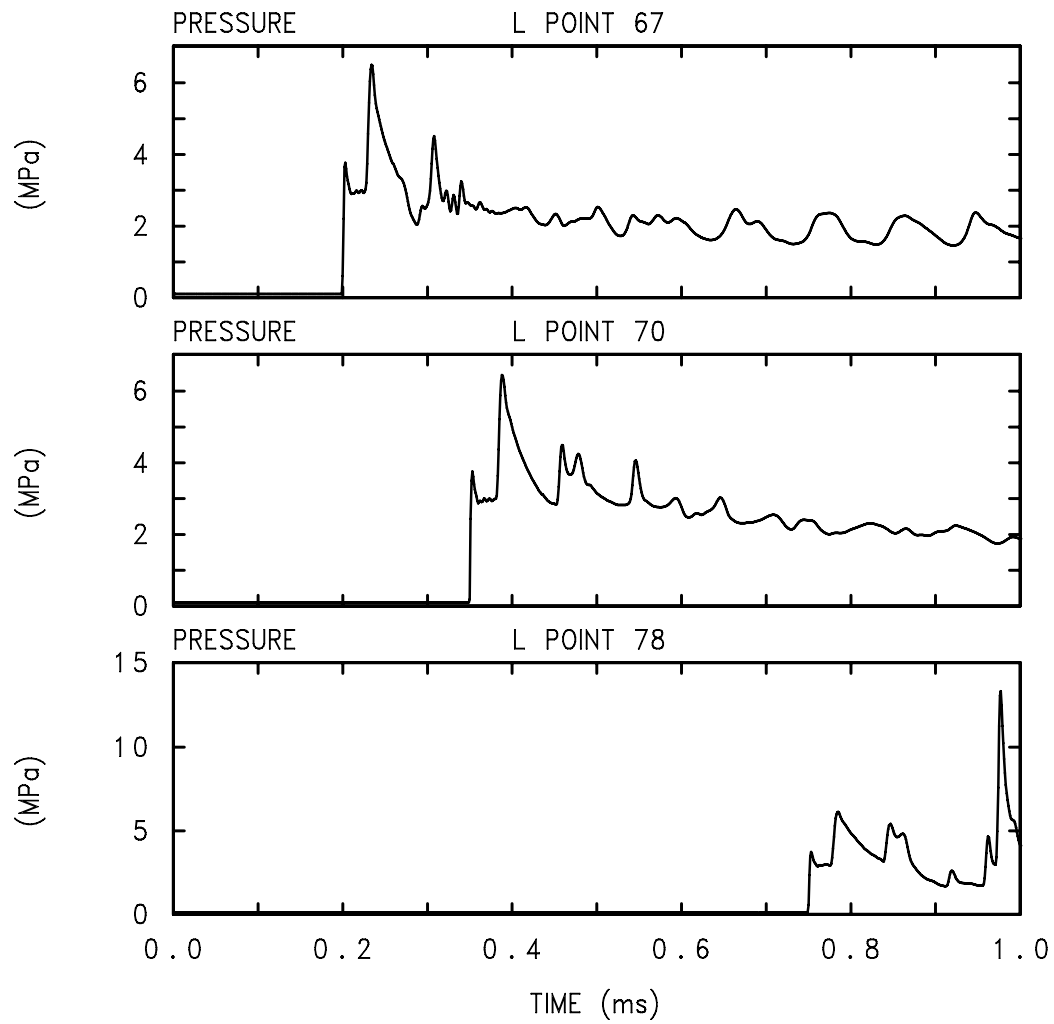 PRESSURE L POINT 67
6
4
2
0
(MPa)
PRESSURE L POINT 70
6
4
2
0
(MPa)
PRESSURE L POINT 78
15
10
5
0
(MPa)
0.0 0.2 0.4 0.6 0.8 1.0
TIME (ms)